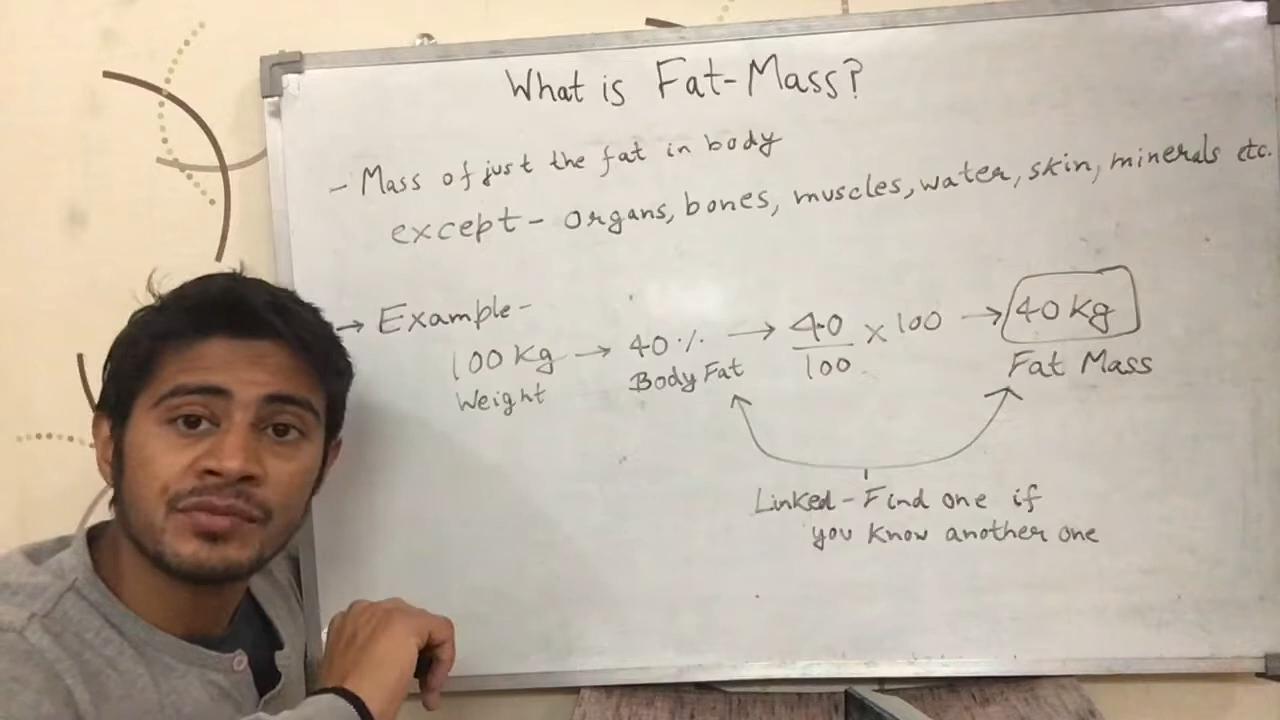 What is Fat-Mass?
- Mass of just the fat in body
except - organs, bones, muscles, water, skin, minerals etc.
→ Example -
100 Kg → 40% → 40/100 x 100 → 40 kg
Weight Body Fat Fat Mass
Linked - Find one if
you know another one